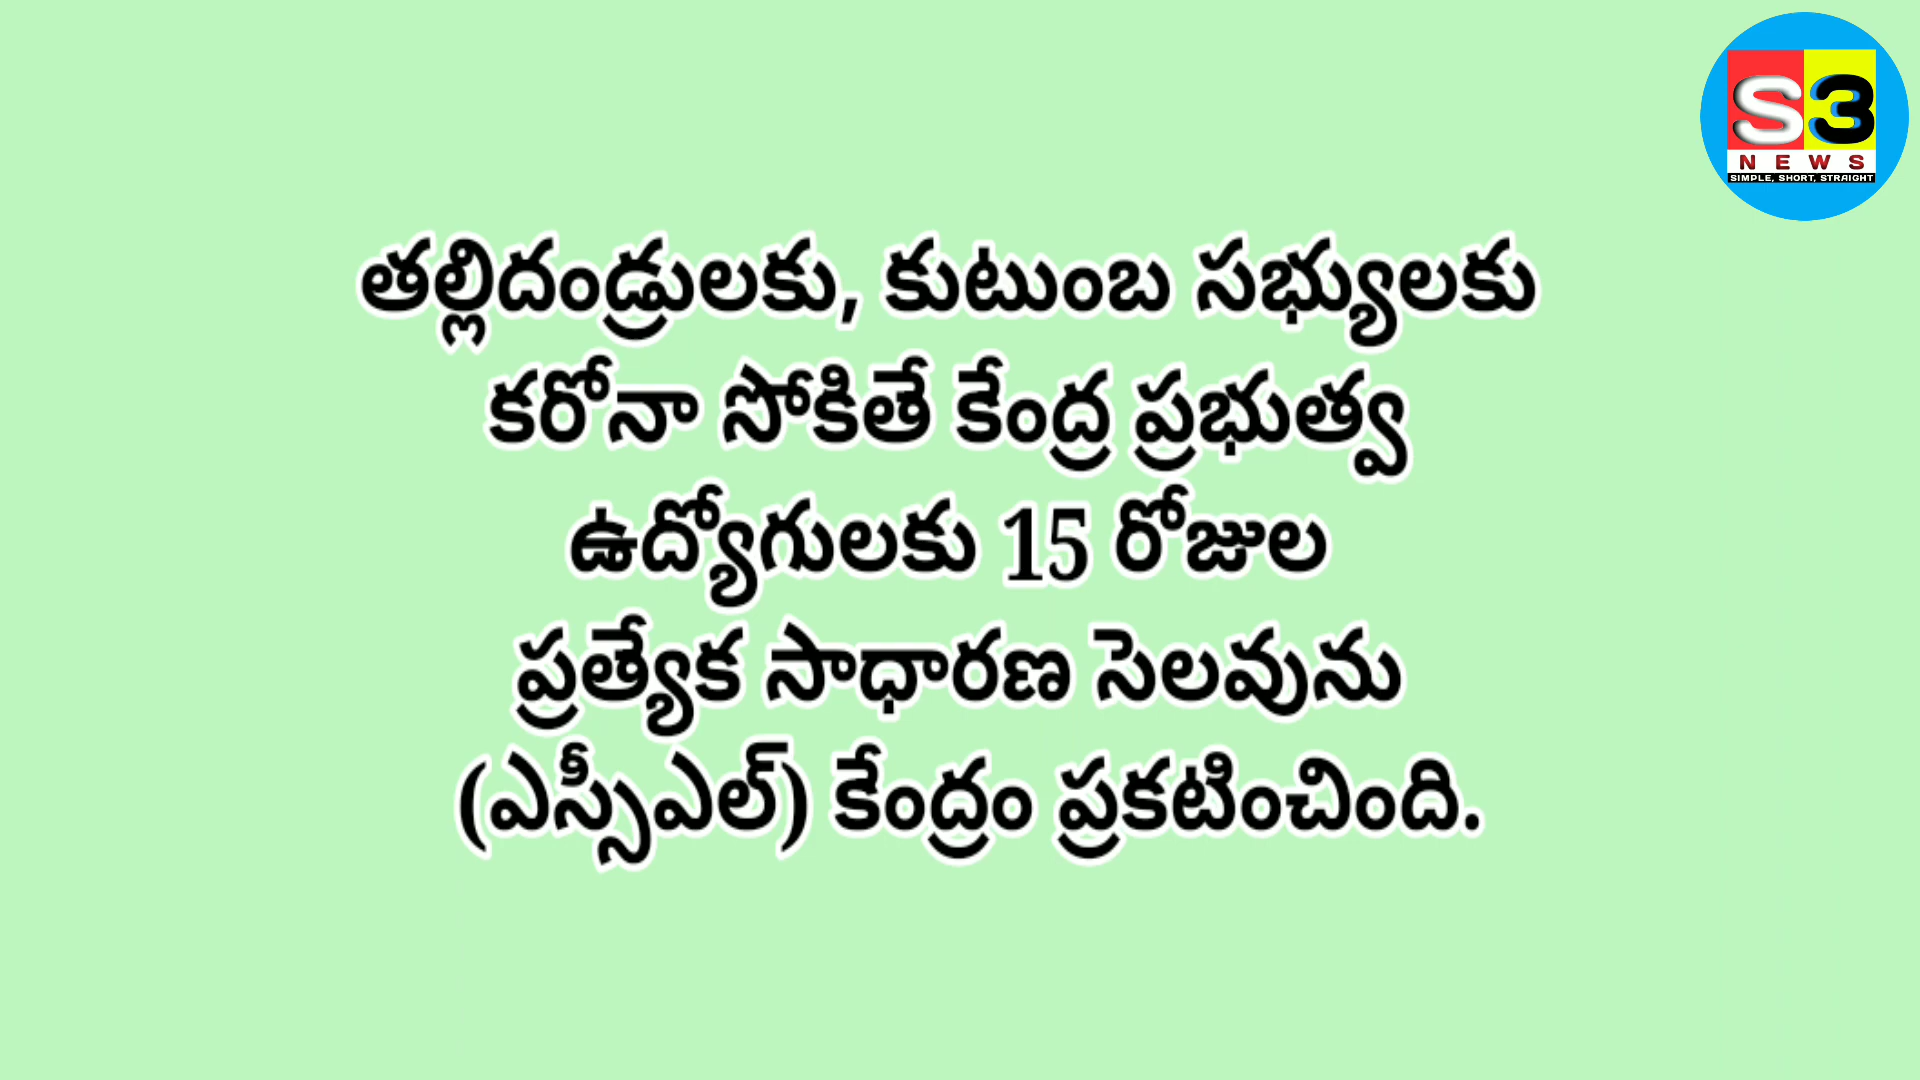 S3
NEWS
SIMPLE, SHORT, STRAIGHT
తల్లిదండ్రులకు, కుటుంబ సభ్యులకు
కరోనా సోకితే కేంద్ర ప్రభుత్వ
ఉద్యోగులకు 15 రోజుల
ప్రత్యేక సాధారణ సెలవును
(ఎస్సీఎల్) కేంద్రం ప్రకటించింది.